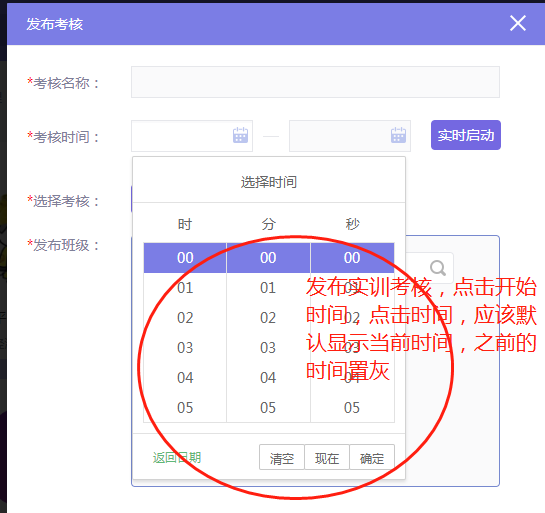 发布考核
*考核名称：
*考核时间：
实时启动
选择时间
*选择考核：
时 分 秒
*发布班级：
00 00 00
01 01 01
02 02 02
03 03 03
04 04 04
05 05 05
发布实训考核，点击开始
时间，点击时间，应该默
认显示当前时间，之前的
时间置灰
返回日期 清空 现在 确定